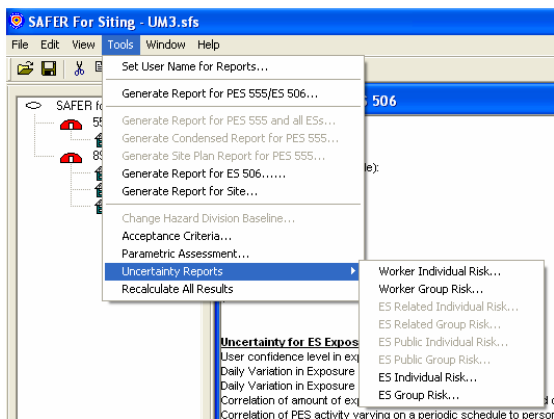 SAFER For Siting - UM3.sfs
File Edit View Tools Window Help
Set User Name for Reports...
Generate Report for PES 555/ES 506...
506
SAFER
Generate Report for PES 555 and all ESs...
Generate Condensed Report for PES 555...
Generate Site Plan Report for PES 555...
Generate Report for ES 506......
Generate Report for Site...
Change Hazard Division Baseline...
Acceptance Criteria...
Parametric Assessment...
Uncertainty Reports
Recalculate All Results
Worker Individual Risk...
Worker Group Risk...
ES Related Individual Risk...
ES Related Group Risk...
ES Public Individual Risk...
ES Public Group Risk...
ES Individual Risk...
ES Group Risk...
Uncertainty for ES Expos
User confidence level in exp
Daily Variation in Exposure
Daily Variation in Exposure
Correlation of amount of ex
Correlation of PES activity varying on a periodic schedule to person